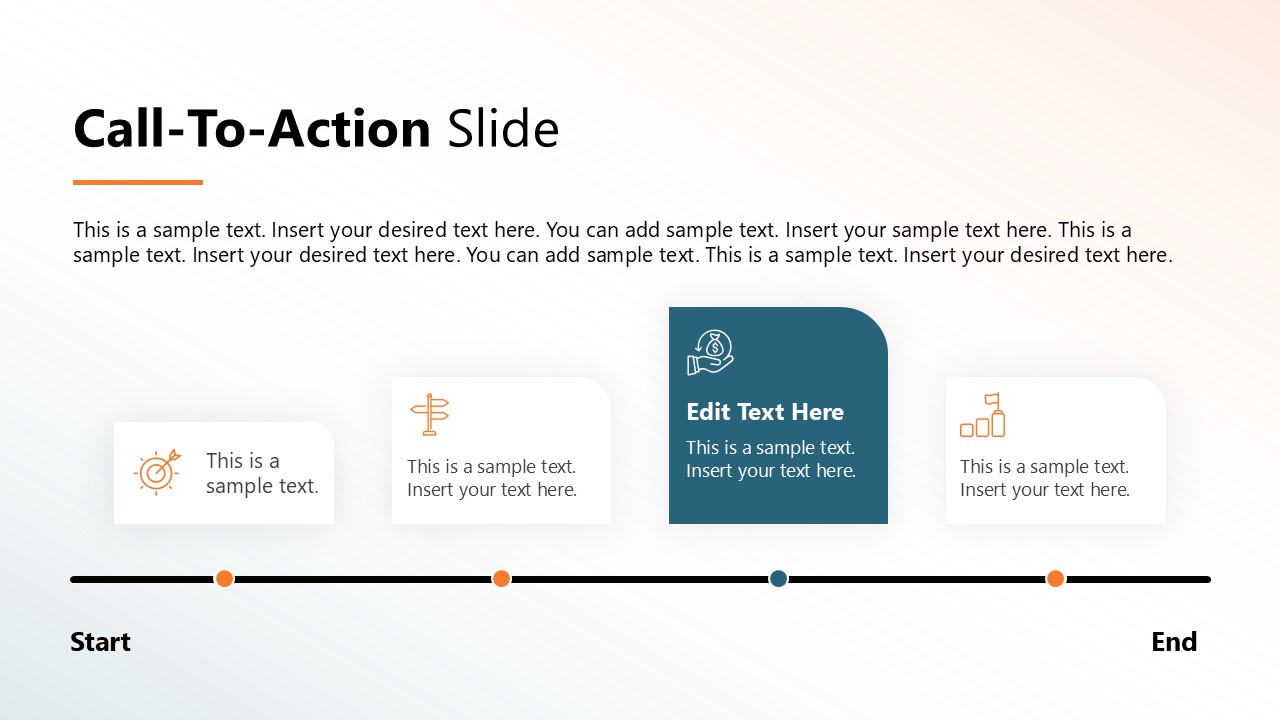 Call-To-Action Slide
This is a sample text. Insert your desired text here. You can add sample text. Insert your sample text here. This is a
sample text. Insert your desired text here. You can add sample text. This is a sample text. Insert your desired text here.
This is a
sample text.
This is a sample text.
Insert your text here.
$
Edit Text Here
This is a sample text.
Insert your text here.
This is a sample text.
Insert your text here.
Start
End